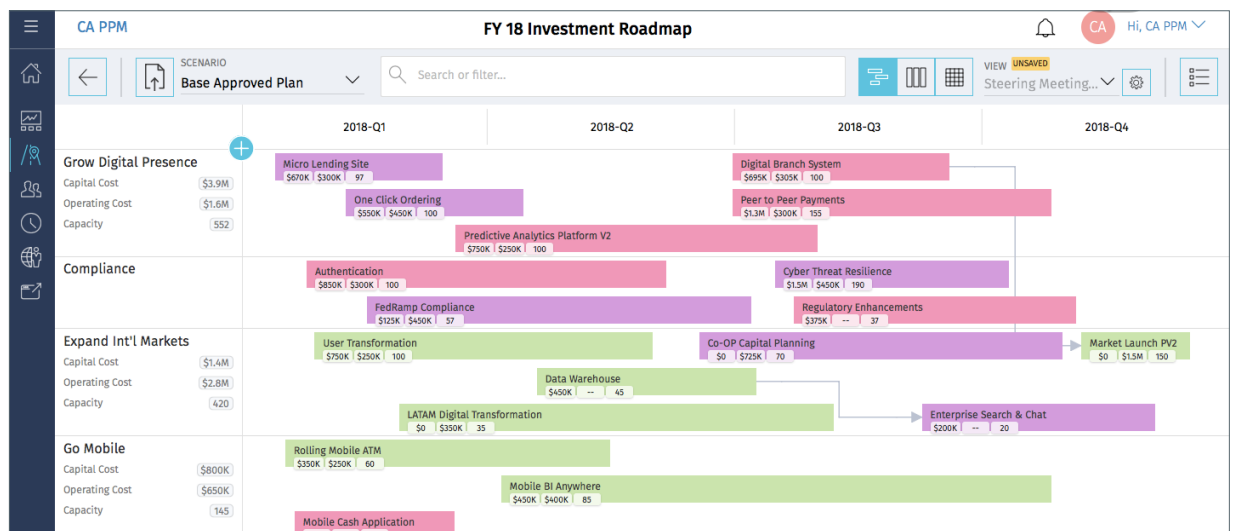 CA PPM
FY 18 Investment Roadmap
CA
Hi, CA PPM
SCENARIO
Base Approved Plan
Search or filter...
VIEW UNSAVED
Steering Meeting...
2018-Q1 2018-Q2 2018-Q3 2018-Q4
Grow Digital Presence
Capital Cost $3.9M
Operating Cost $1.6M
Capacity 552
Micro Lending Site
$670K $300K 97
Digital Branch System
$695K $305K 100
One Click Ordering
$550K $450K 100
Peer to Peer Payments
$1.3M $300K 155
Predictive Analytics Platform V2
$750K $250K 100
Compliance
Authentication
$850K $300K 100
Cyber Threat Resilience
$1.5M $450K 190
FedRamp Compliance
$125K $450K 57
Regulatory Enhancements
$375K -- 37
Expand Int'l Markets
Capital Cost $1.4M
Operating Cost $2.8M
Capacity 420
User Transformation
$750K $250K 100
Co-OP Capital Planning
$0 $725K 70
Market Launch PV2
$0 $1.5M 150
Data Warehouse
$450K -- 45
LATAM Digital Transformation
$0 $350K 35
Enterprise Search & Chat
$200K -- 20
Go Mobile
Capital Cost $800K
Operating Cost $650K
Capacity 145
Rolling Mobile ATM
$350K $250K 60
Mobile BI Anywhere
$450K $400K 85
Mobile Cash Application